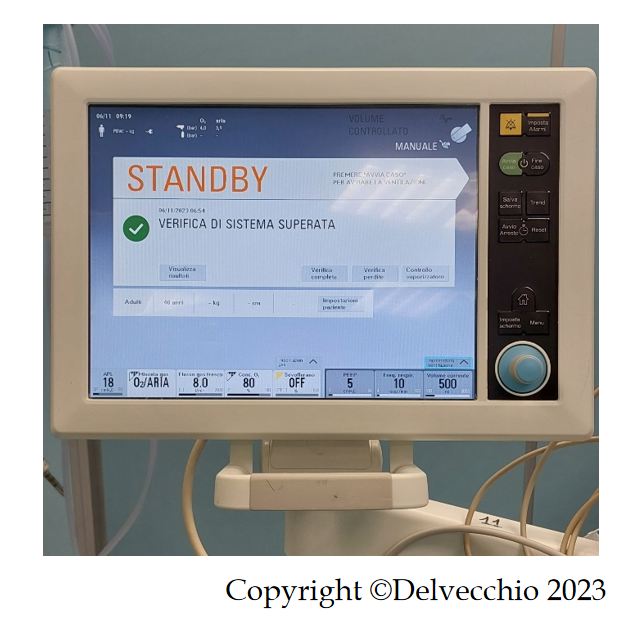 06/11 09:19
O₂ aria
(bar) 4,0
(bar) -
- kg
VOLUME
CONTROLLATO
MANUALE
STANDBY
PREMERE "AVVIA CASO"
PER AVVIARE LA VENTILAZIONE
06/11/2023 06:54
VERIFICA DI SISTEMA SUPERATA
Visualizza
risultati
Verifica
completa
Verifica
perdite
Controllo
vaporizzatore
Adulti
40 anni
- kg
- cm
Impostazioni
paziente
APL
18
Miscela gas
O₂/ARIA
Flusso gas fresco
8.0
Conc. O₂
80
Sevoflurano
OFF
PEEP
5
Freq. respir.
10
Volume corrente
500
Imposta
Allarmi
Avvia
caso
Fine
caso
Salva
schermo
Trend
Avvio
Arresto
Reset
Imposta
schermo
Menu
11
Copyright ©Delvecchio 2023